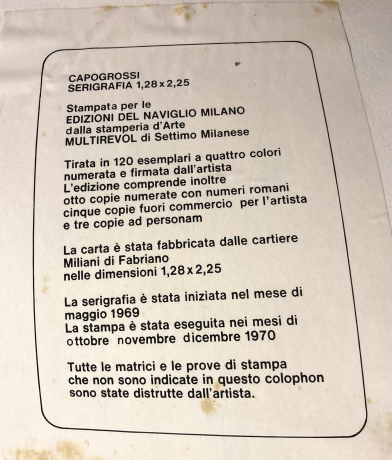 CAPOGROSSI
SERIGRAFIA 1,28 x 2,25
Stampata per le
EDIZIONI DEL NAVIGLIO MILANO
dalla stamperia d'Arte
MULTIREVOL di Settimo Milanese
Tirata in 120 esemplari a quattro colori
numerata e firmata dall'artista
L'edizione comprende inoltre
otto copie numerate con numeri romani
cinque copie fuori commercio per l'artista
e tre copie ad personam
La carta è stata fabbricata dalle cartiere
Miliani di Fabriano
nelle dimensioni 1,28 x 2,25
La serigrafia è stata iniziata nel mese di
maggio 1969
La stampa è stata eseguita nei mesi di
ottobre novembre dicembre 1970
Tutte le matrici e le prove di stampa
che non sono indicate in questo colophon
sono state distrutte dall'artista.